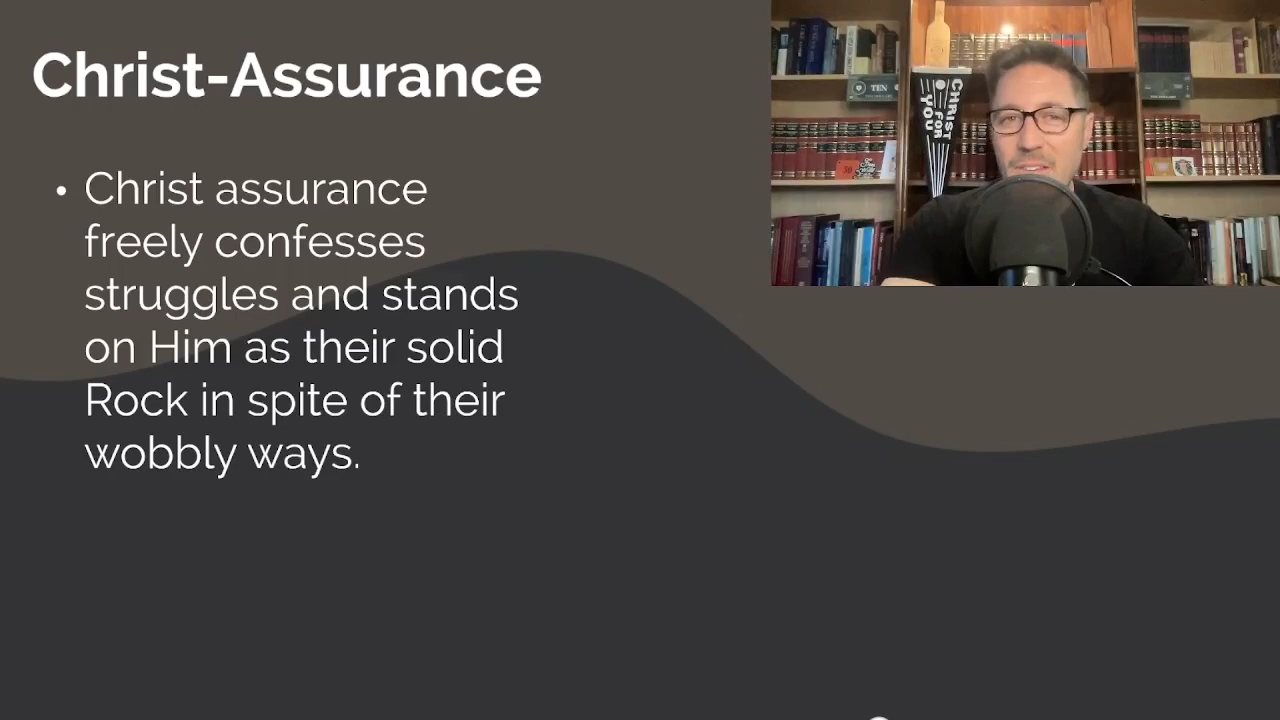 Christ-Assurance
• Christ assurance
freely confesses
struggles and stands
on Him as their solid
Rock in spite of their
wobbly ways.
TEN
CHRIST
FOR
YOU